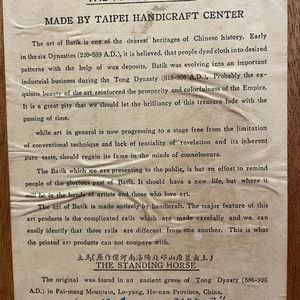 MADE BY TAIPEI HANDICRAFT CENTER
The art of Batik is one of the dearest heritages of Chinese history. Early
in the six Dynasties (220-589 A.D.), it is believed. that people dyed cloth into desired
patterns with the help of wax deposits, Batik was evolving into an important
industrial business during the Tong Dynasty (618-906 A.D.), Probably the ex-
quisits beauty of the art reinforced the prosperity and colorfulness of the Empire.
It is a great pity that we should let the brilliancy of this treasure fade with the
passing of time.
while art in genaral is now progressing to a stage free from the limitation
of conventional technique and lack of tentiality of revelation and its inherent
pure tests, should regain its fame in the minds of connoisseurs.
The Batik which we are presenting to the public, is but an effort to remind
people of the glorious past of Batik. It should have a new life, but where it
will be is the hands of artists and those who love art.
The art of Batik is made entirely by handicraft. The major feature of this
art products is the complicated rails which are made carefully and we. can
easily identify that those rails are different from one another. This is what
the printed art products can not compare with.
THE STANDING HORSE
The original was found in an ancient grave of Tong Dysaty (586-906
A.D.) in Pai-mung Mountain, Lo-yang, Ho-nan Province, China,